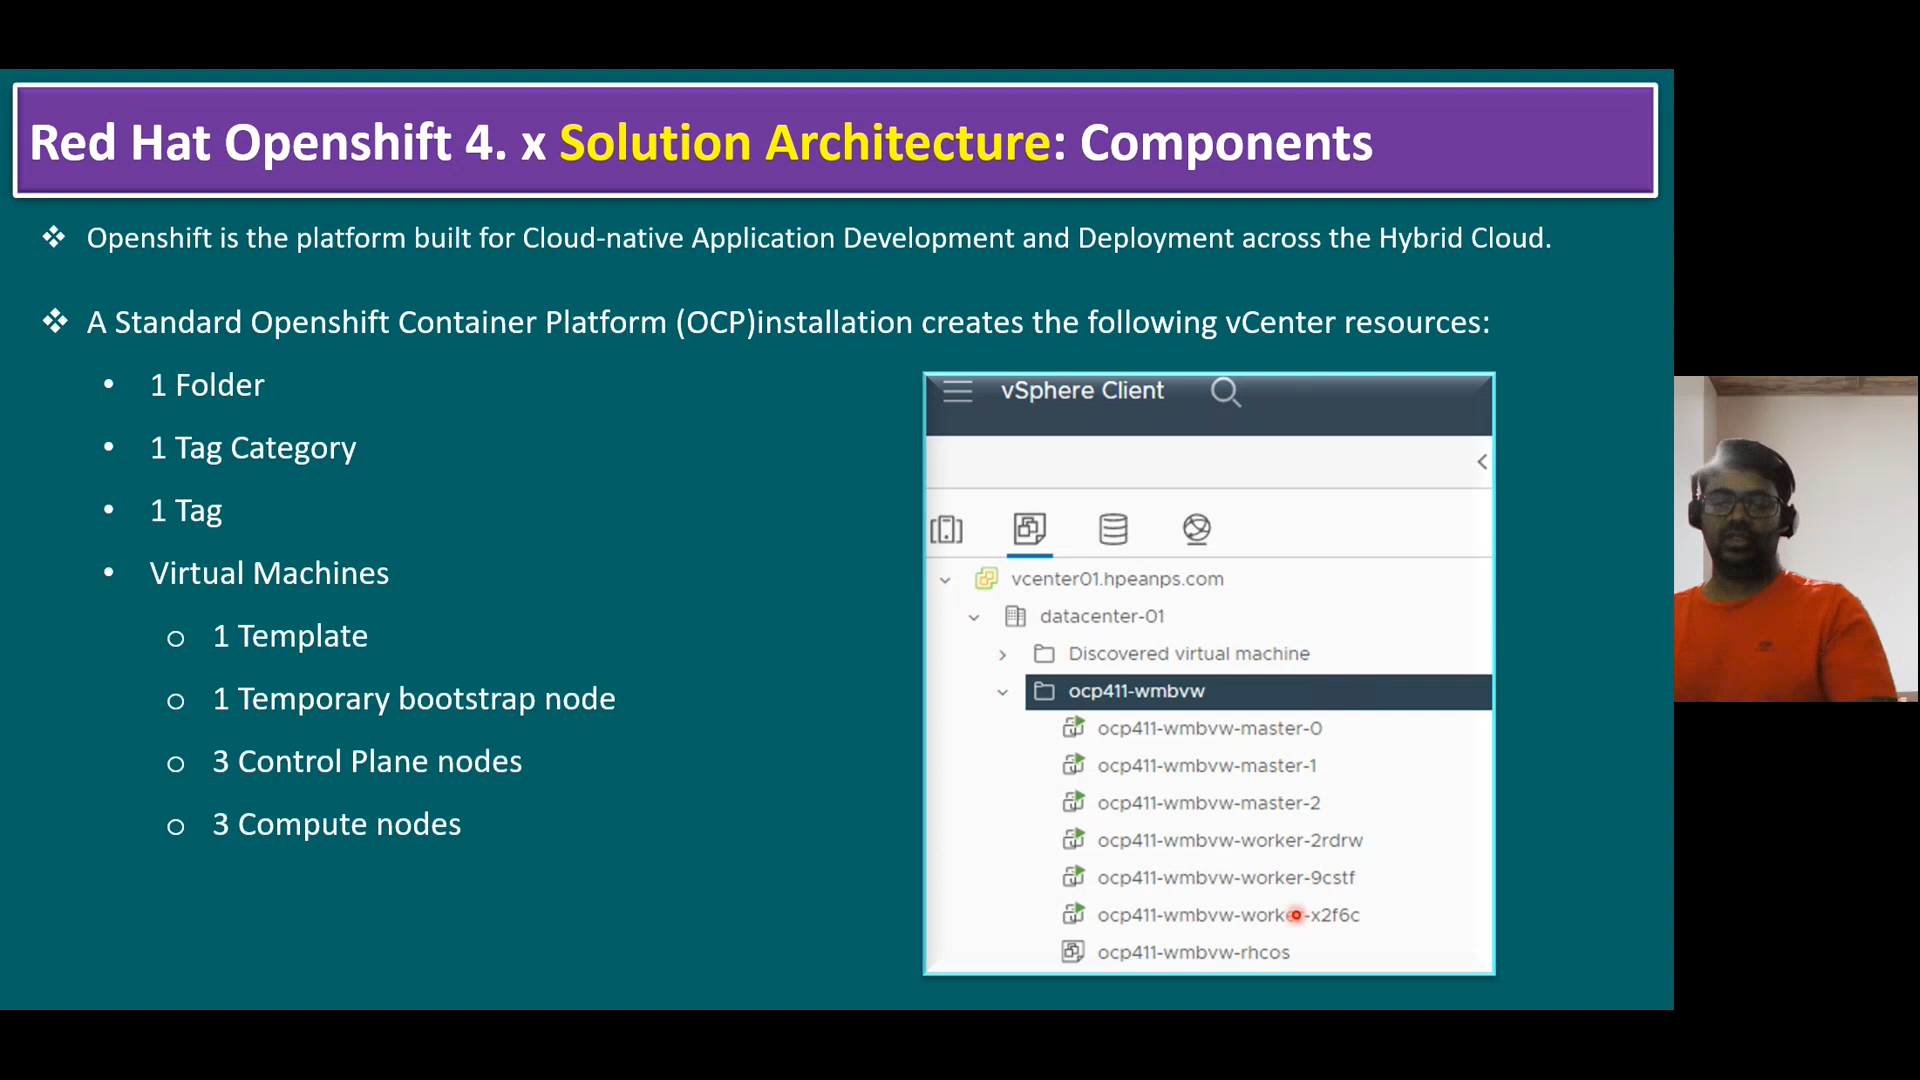 Red Hat Openshift 4. x Solution Architecture: Components
❖ Openshift is the platform built for Cloud-native Application Development and Deployment across the Hybrid Cloud.
❖ A Standard Openshift Container Platform (OCP)installation creates the following vCenter resources:
• 1 Folder
• 1 Tag Category
• 1 Tag
• Virtual Machines
o 1 Template
o 1 Temporary bootstrap node
o 3 Control Plane nodes
o 3 Compute nodes
vSphere Client
vcenter01.hpeanps.com
datacenter-01
Discovered virtual machine
ocp411-wmbvw
ocp411-wmbvw-master-0
ocp411-wmbvw-master-1
ocp411-wmbvw-master-2
ocp411-wmbvw-worker-2rdrw
ocp411-wmbvw-worker-9cstf
ocp411-wmbvw-worker-x2f6c
ocp411-wmbvw-rhcos